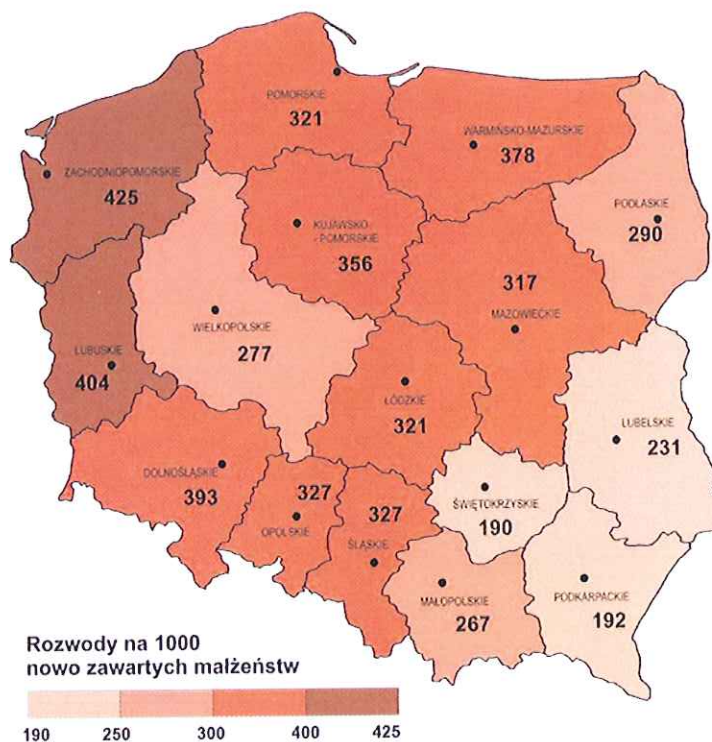 POMORSKIE
321
WARMIŃSKO-MAZURSKIE
378
ZACHODNIOPOMORSKIE
425
PODLASKIE
290
KUJAWSKO-
- POMORSKIE
356
317
MAZOWIECKIE
WIELKOPOLSKIE
277
LUBUSKIE
404
ŁÓDZKIE
321
LUBELSKIE
231
DOLNOŚLĄSKIE
393
327
OPOLSKIE
327
ŚLĄSKIE
ŚWIĘTOKRZYSKIE
190
MAŁOPOLSKIE
267
PODKARPACKIE
192
Rozwody na 1000
nowo zawartych małżeństw
190 250 300 400 425